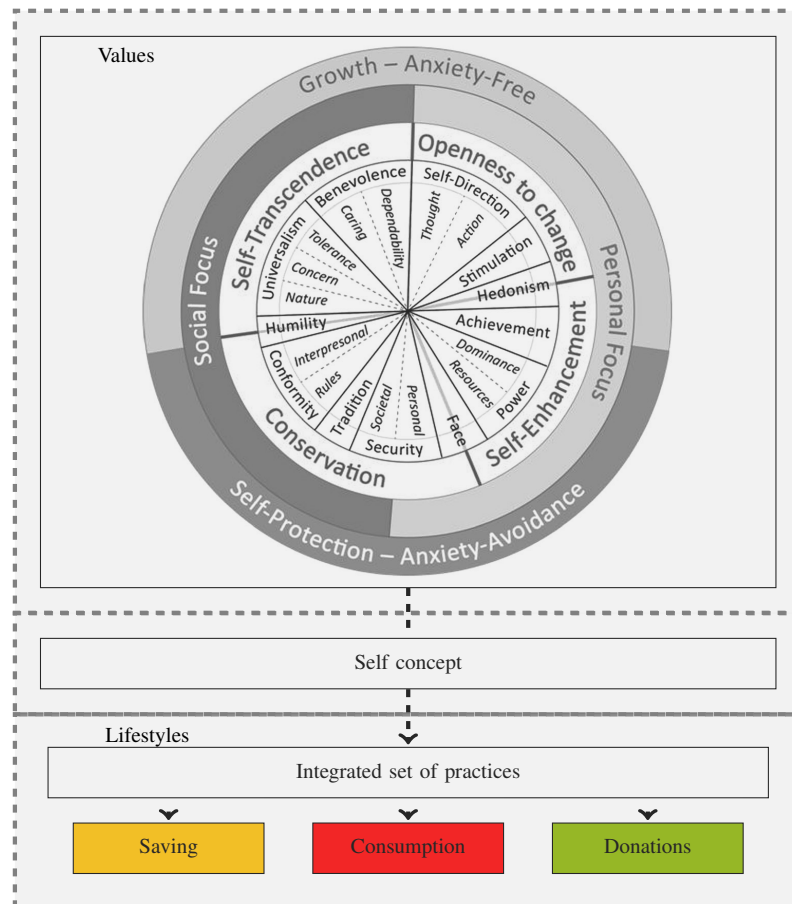 Values
Growth – Anxiety-Free
Self-Transcendence
Openness to change
Benevolence
Self-Direction
Universalism
Caring
Dependability
Thought
Action
Tolerance
Stimulation
Concern
Nature
Hedonism
Social Focus
Personal Focus
Humility
Achievement
Interpresonal
Dominance
Conformity
Rules
Resources
Power
Tradition
Societal
Personal
Face
Security
Conservation
Self-Enhancement
Self-Protection – Anxiety-Avoidance
Self concept
Lifestyles
Integrated set of practices
Saving
Consumption
Donations